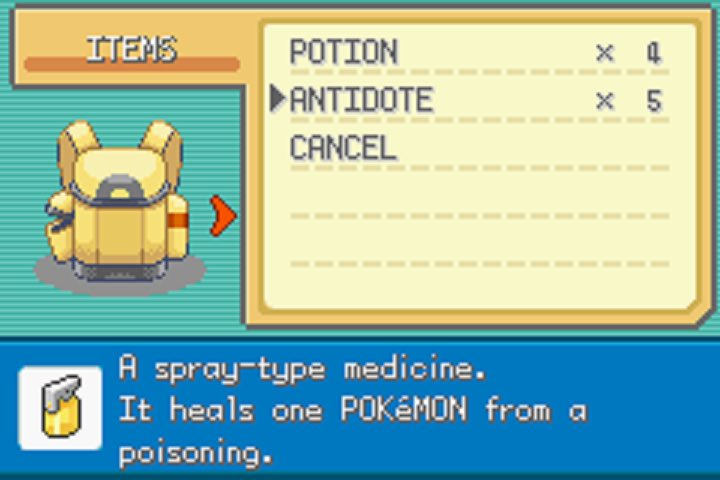 ITEMS
POTION × 4
ANTIDOTE × 5
CANCEL
A spray-type medicine.
It heals one POKéMON from a
poisoning.